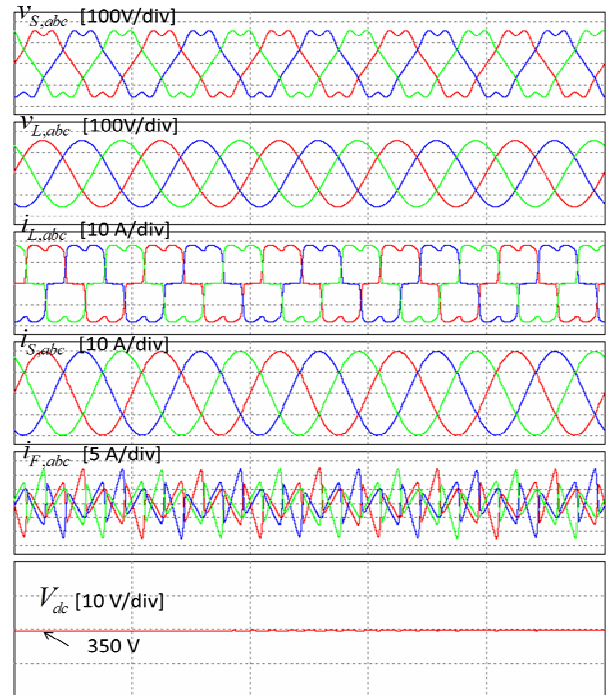 v_S,abc [100V/div]
v_L,abc [100V/div]
i_L,abc [10 A/div]
i_S,abc [10 A/div]
i_F,abc [5 A/div]
V_dc [10 V/div]
350 V